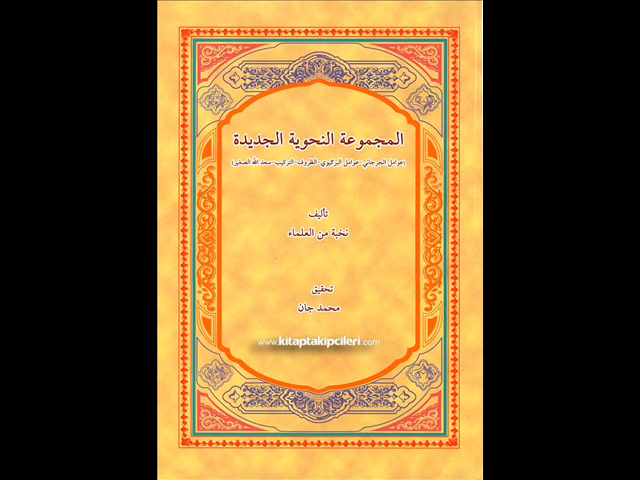 المجموعة النحوية الجديدة
(عوامل الجرجاني-عوامل البركيوي-الظروف-التركيب-سعد الله الصغير)
تأليف
نخبة من العلماء
تحقيق
محمد جان
www.kitaptakipcileri.com